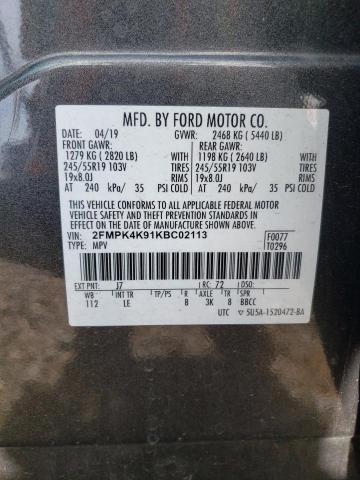 MFD. BY FORD MOTOR CO.
DATE: 04/19 GVWR: 2468 KG ( 5440 LB)
FRONT GAWR: REAR GAWR:
1279 KG ( 2820 LB) WITH 1198 KG ( 2640 LB) WITH
245/55R19 103V TIRES 245/55R19 103V TIRES
19x8.0J RIMS 19x8.0J RIMS
AT 240 kPa/ 35 PSI COLD AT 240 kPa/ 35 PSI COLD
THIS VEHICLE CONFORMS TO ALL APPLICABLE FEDERAL MOTOR
VEHICLE SAFETY AND THEFT PREVENTION STANDARDS IN EFFECT ON
THE DATE OF MANUFACTURE SHOWN ABOVE.
VIN: 2FMPK4K91KBC02113 F0077
TYPE: MPV T0296
EXT PNT: J7 RC: 72 DSO:
WB INT TR TP/PS R AXLE TR SPR
112 LE B 3K 8 BBCC
UTC 5U5A-1520472-BA